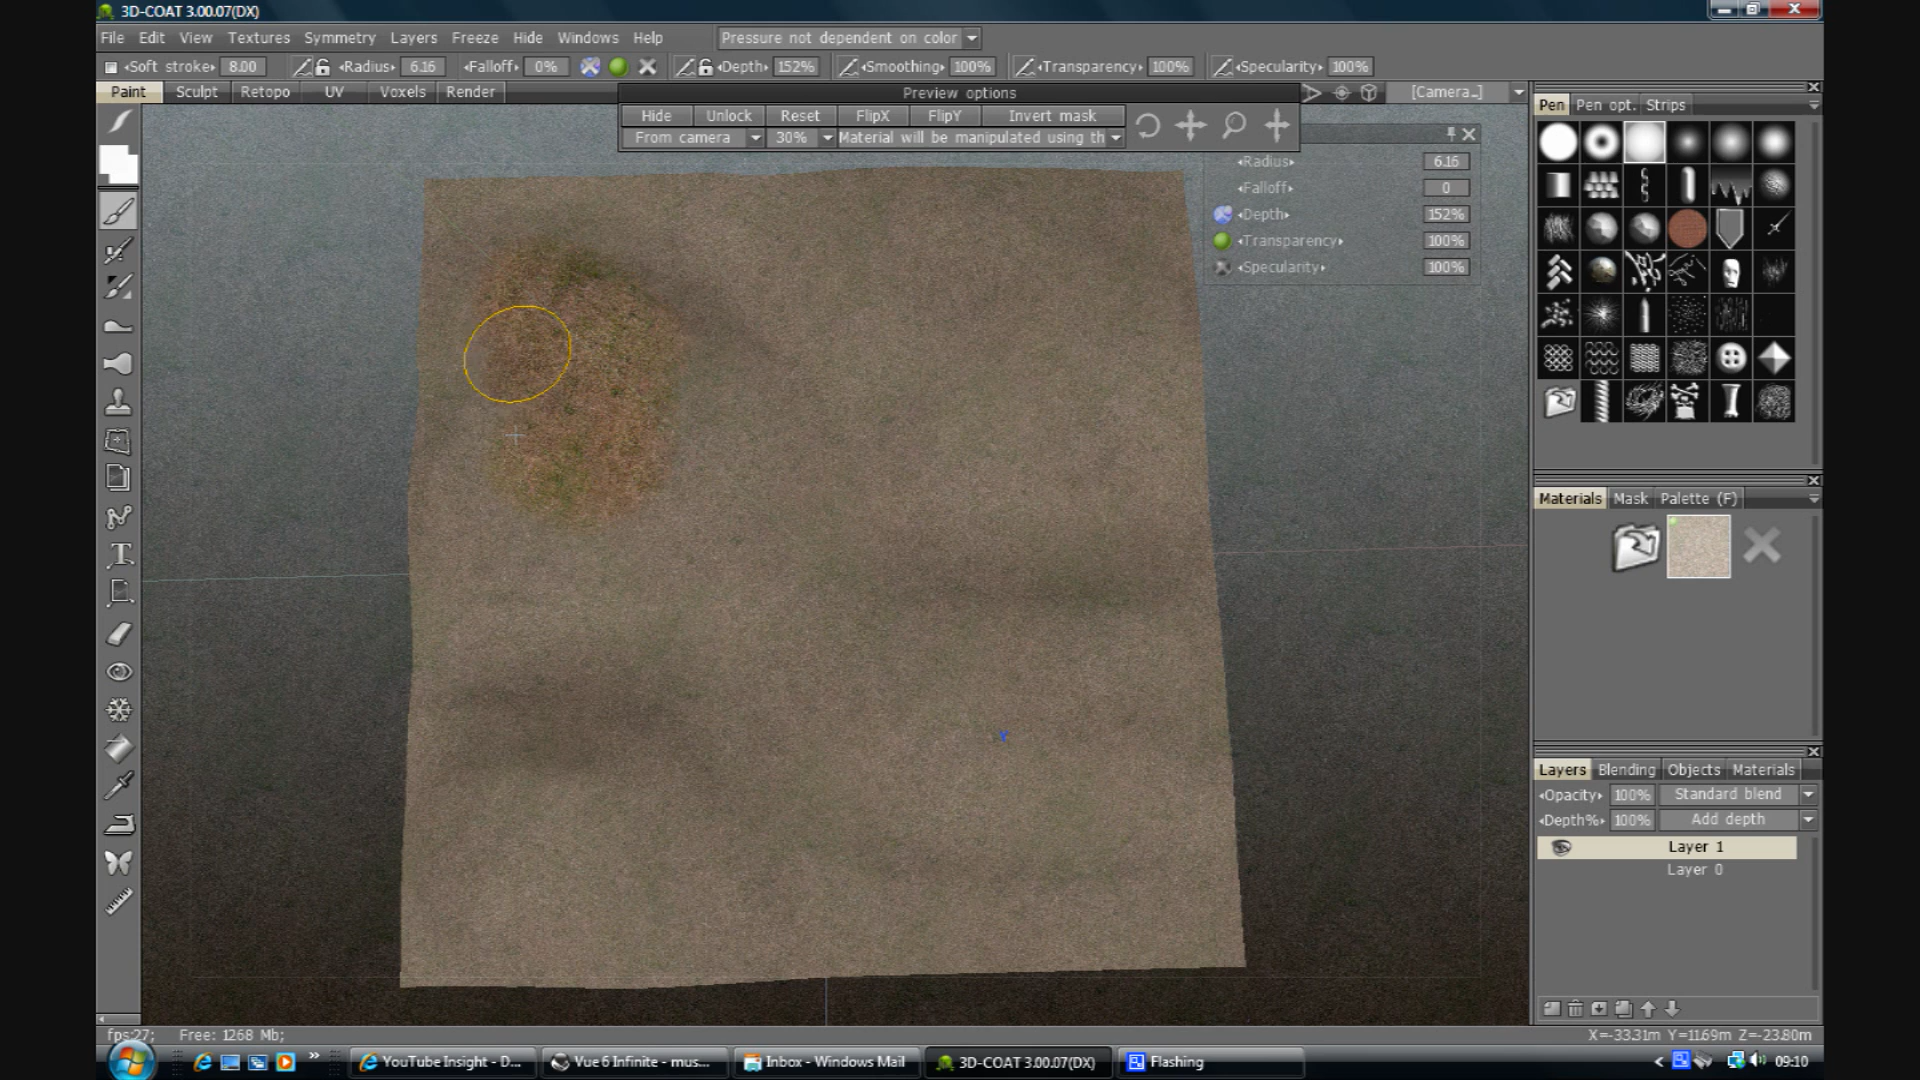 3D-COAT 3.00.07(DX)
File Edit View Textures Symmetry Layers Freeze Hide Windows Help Pressure not dependent on color
Soft stroke 8.00 Radius 6.16 Falloff 0% Depth 152% Smoothing 100% Transparency 100% Specularity 100%
Paint Sculpt Retopo UV Voxels Render Preview options [Camera..]
Hide Unlock Reset FlipX FlipY Invert mask
From camera 30% Material will be manipulated using th
Radius 6.16
Falloff 0
Depth 152%
Transparency 100%
Specularity 100%
Pen Pen opt. Strips
Materials Mask Palette (F)
Y
Layers Blending Objects Materials
Opacity 100% Standard blend
Depth% 100% Add depth
Layer 1
Layer 0
fps:27; Free: 1268 Mb; X=-33.31m Y=11.69m Z=-23.80m
YouTube Insight - D... Vue 6 Infinite - mus... Inbox - Windows Mail 3D-COAT 3.00.07(DX) Flashing 09:10